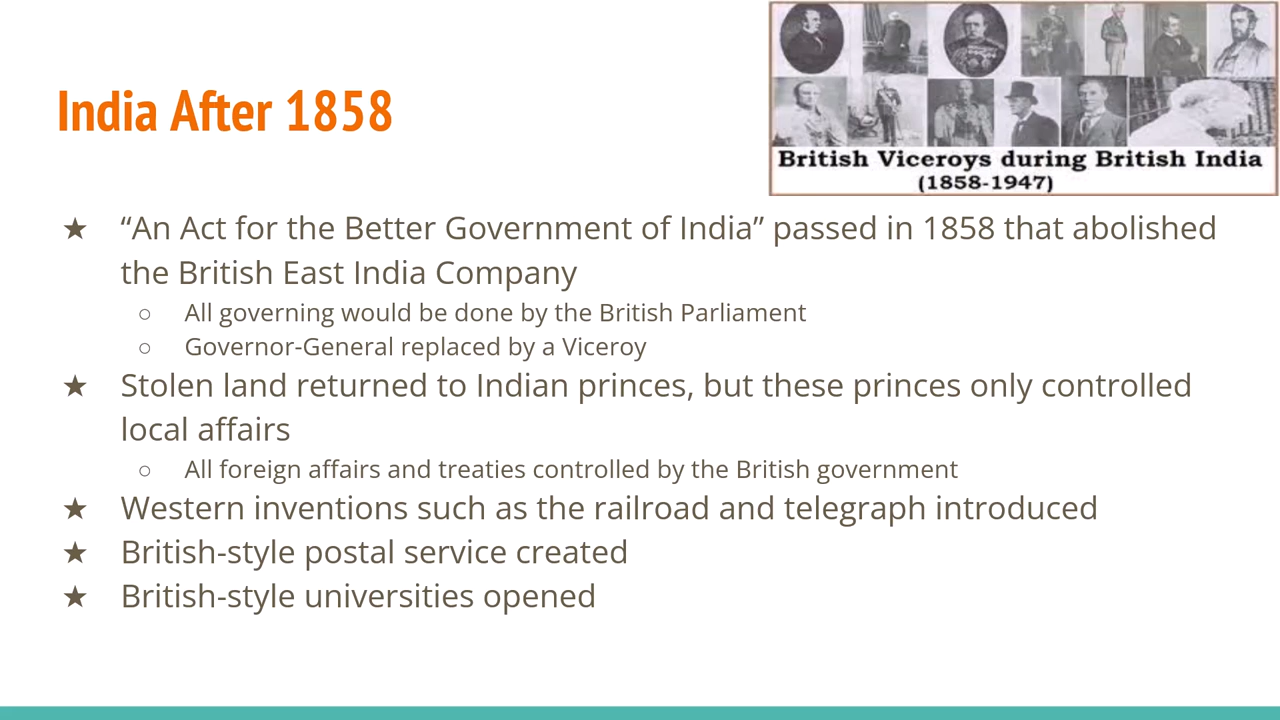 India After 1858
British Viceroys during British India
(1858-1947)
★ “An Act for the Better Government of India” passed in 1858 that abolished
the British East India Company
○ All governing would be done by the British Parliament
○ Governor-General replaced by a Viceroy
★ Stolen land returned to Indian princes, but these princes only controlled
local affairs
○ All foreign affairs and treaties controlled by the British government
★ Western inventions such as the railroad and telegraph introduced
★ British-style postal service created
★ British-style universities opened